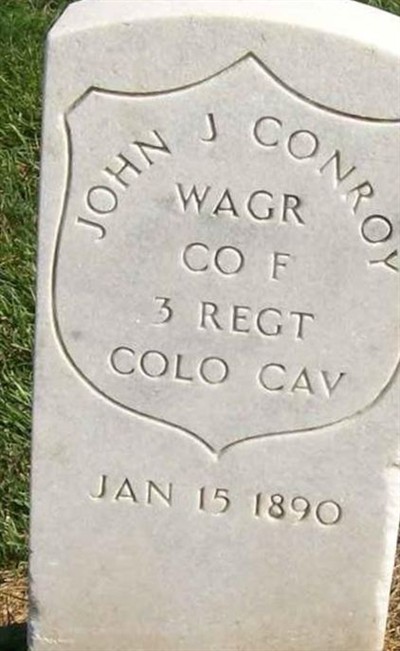 JOHN J CONROY
WAGR
CO F
3 REGT
COLO CAV
JAN 15 1890